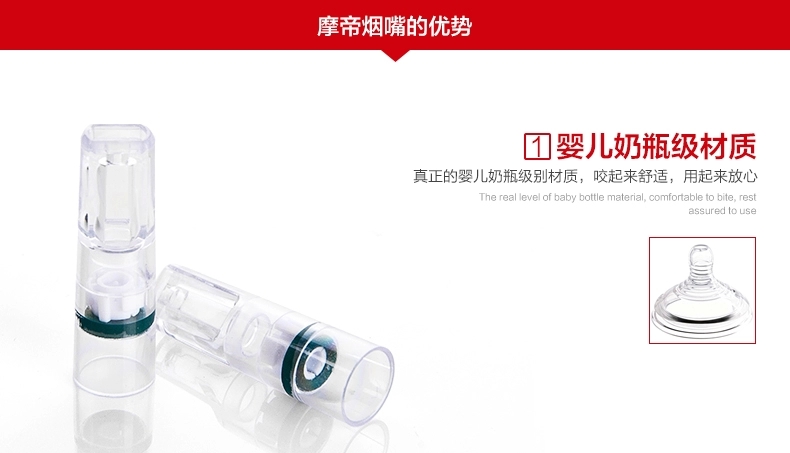 摩帝烟嘴的优势
1 婴儿奶瓶级材质
真正的婴儿奶瓶级别材质，咬起来舒适，用起来放心
The real level of baby bottle material, comfortable to bite, rest
assured to use